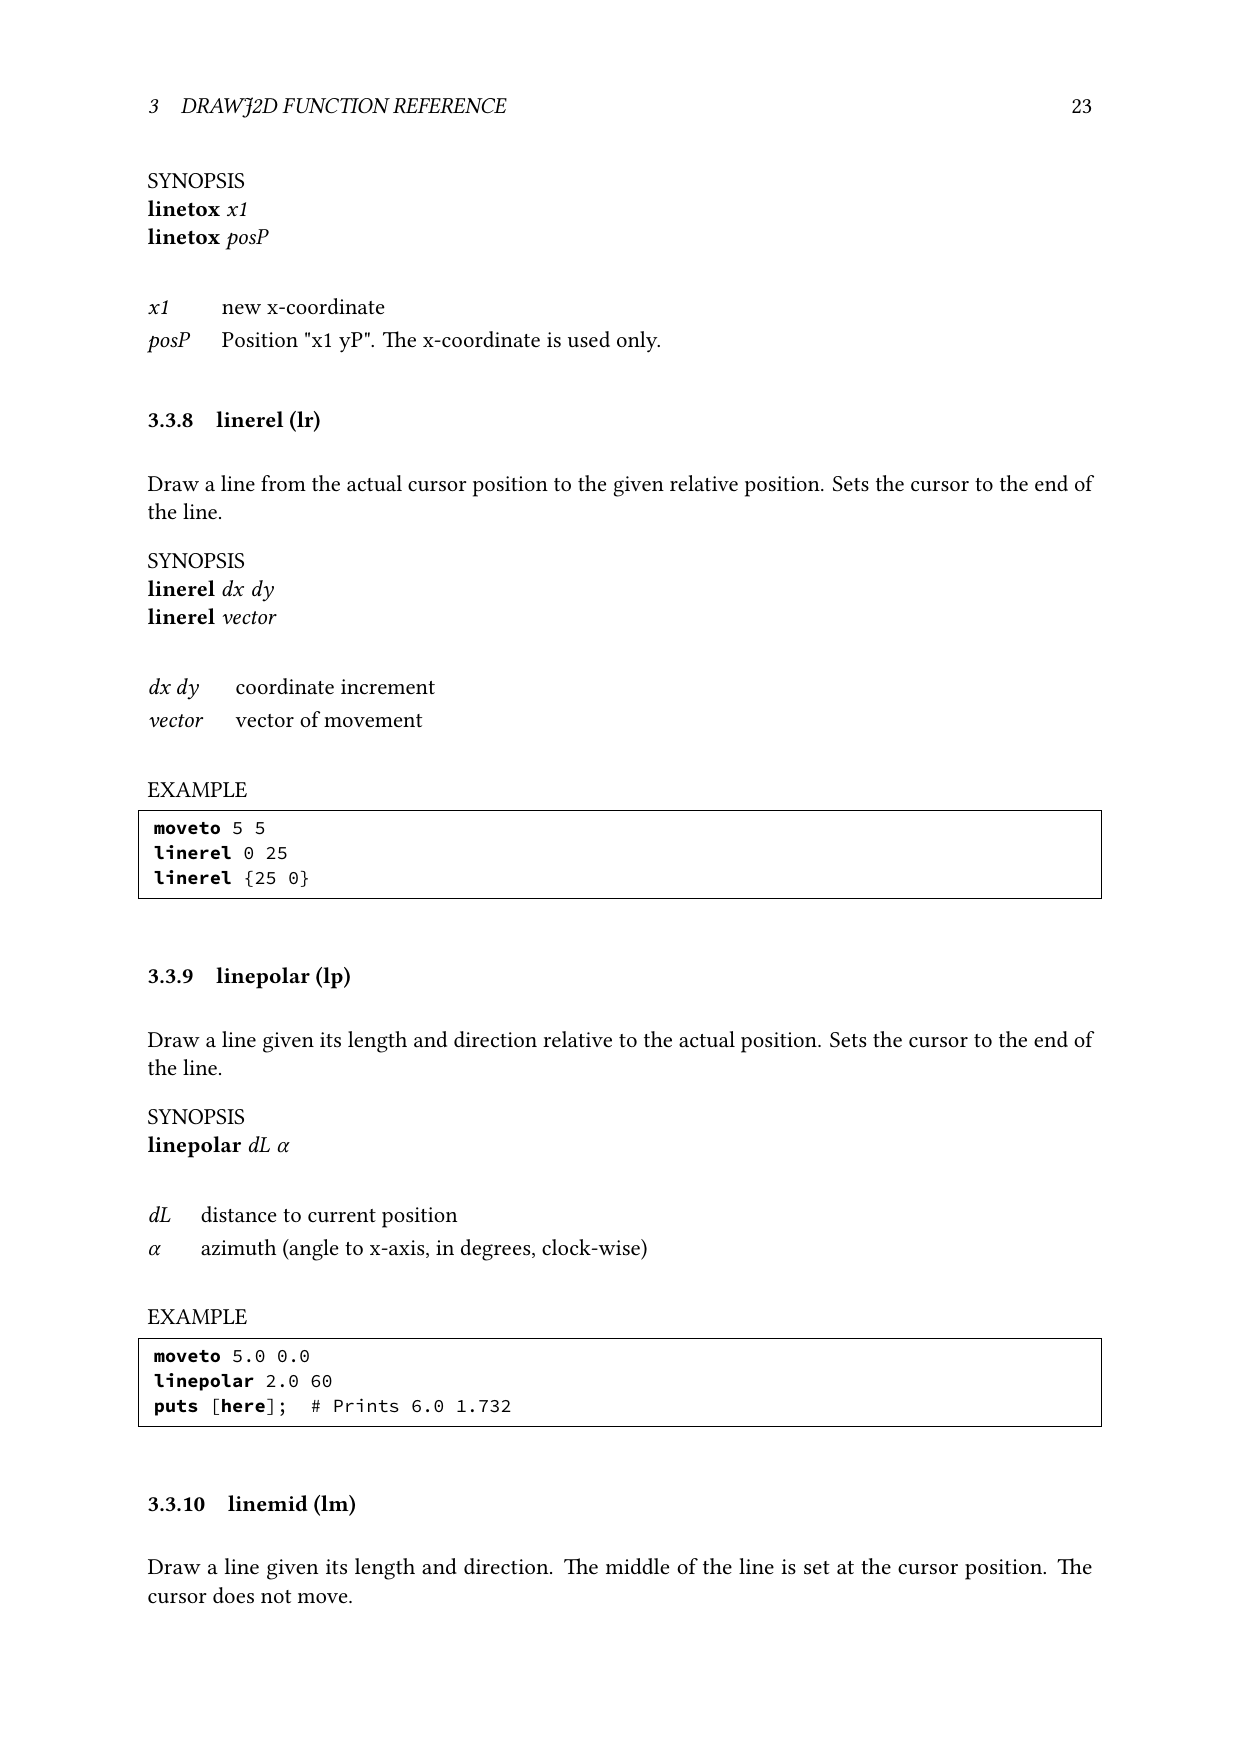 3 DRAWJ2D FUNCTION REFERENCE 23
SYNOPSIS
linetox x1
linetox posP
x1 new x-coordinate
posP Position "x1 yP". The x-coordinate is used only.
3.3.8 linerel (lr)
Draw a line from the actual cursor position to the given relative position. Sets the cursor to the end of
the line.
SYNOPSIS
linerel dx dy
linerel vector
dx dy coordinate increment
vector vector of movement
EXAMPLE
moveto 5 5
linerel 0 25
linerel {25 0}
3.3.9 linepolar (lp)
Draw a line given its length and direction relative to the actual position. Sets the cursor to the end of
the line.
SYNOPSIS
linepolar dL α
dL distance to current position
α azimuth (angle to x-axis, in degrees, clock-wise)
EXAMPLE
moveto 5.0 0.0
linepolar 2.0 60
puts [here]; # Prints 6.0 1.732
3.3.10 linemid (lm)
Draw a line given its length and direction. The middle of the line is set at the cursor position. The
cursor does not move.